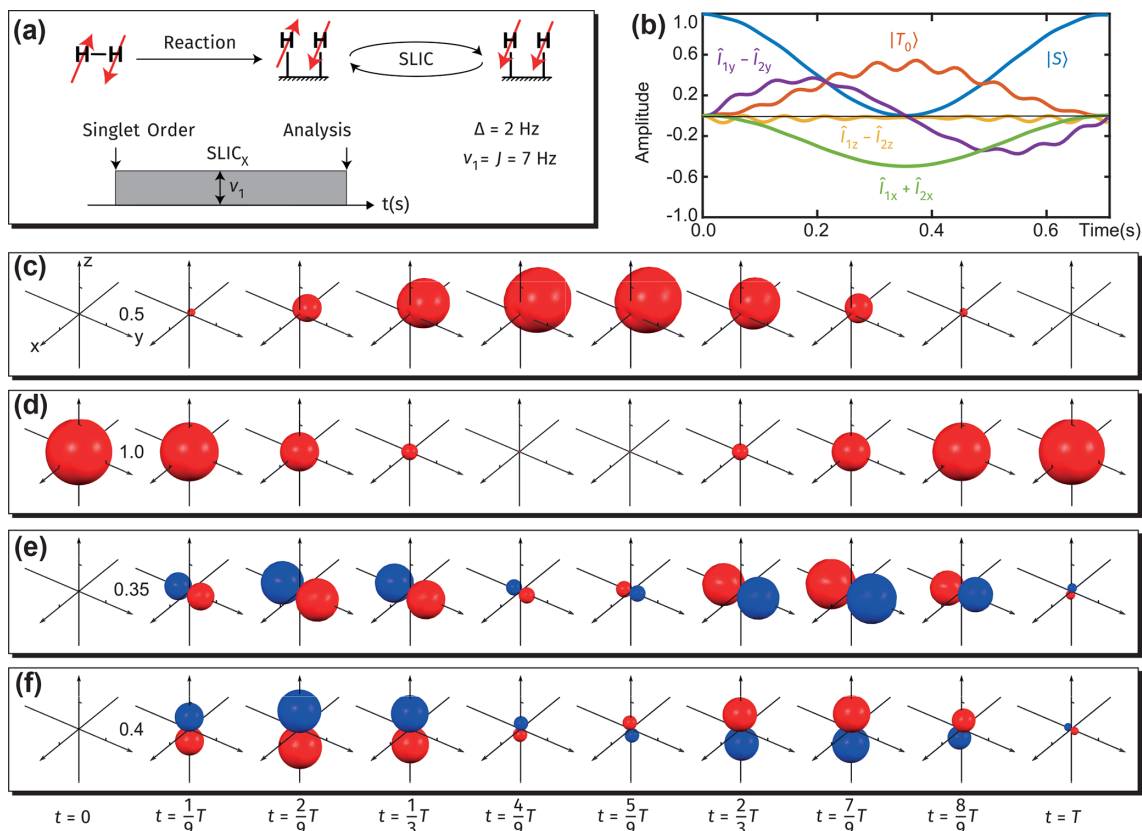 (a)
H–H
Reaction
H H
SLIC
H H
Singlet Order
Analysis
SLICₓ
ν₁
t(s)
Δ = 2 Hz
ν₁ = J = 7 Hz
(b)
Amplitude
1.0
0.6
0.2
-0.2
-0.6
-1.0
0.0
0.2
0.4
0.6
Time(s)
Î₁y − Î₂y
|T₀⟩
|S⟩
Î₁z − Î₂z
Î₁x + Î₂x
(c)
z
0.5
x
y
(d)
1.0
(e)
0.35
(f)
0.4
t = 0
t = 1/9 T
t = 2/9 T
t = 1/3 T
t = 4/9 T
t = 5/9 T
t = 2/3 T
t = 7/9 T
t = 8/9 T
t = T